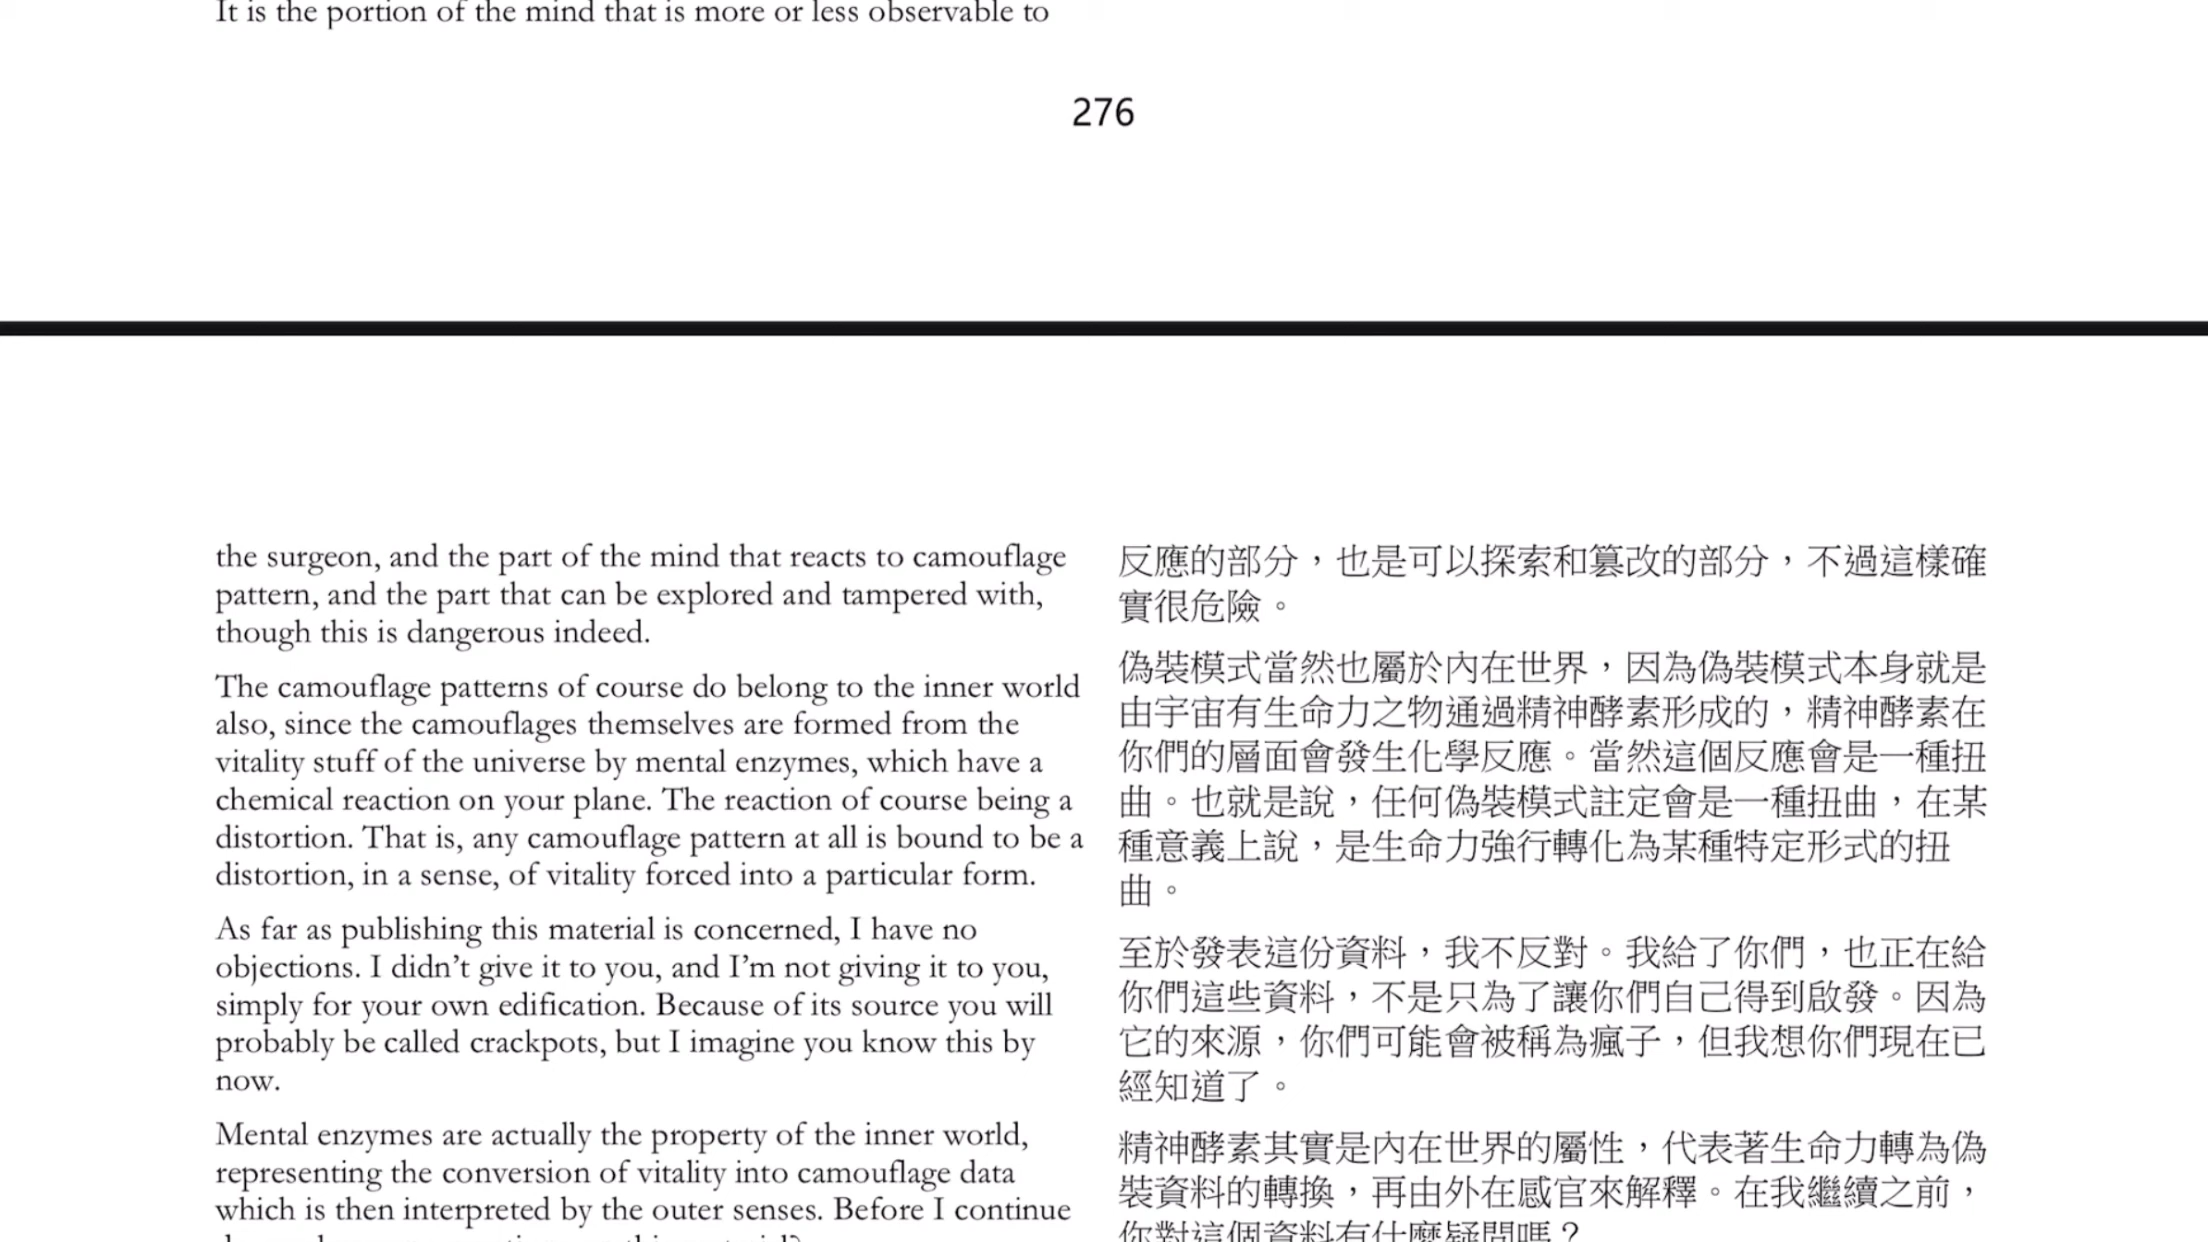 It is the portion of the mind that is more or less observable to
276
the surgeon, and the part of the mind that reacts to camouflage
pattern, and the part that can be explored and tampered with,
though this is dangerous indeed.
The camouflage patterns of course do belong to the inner world
also, since the camouflages themselves are formed from the
vitality stuff of the universe by mental enzymes, which have a
chemical reaction on your plane. The reaction of course being a
distortion. That is, any camouflage pattern at all is bound to be a
distortion, in a sense, of vitality forced into a particular form.
As far as publishing this material is concerned, I have no
objections. I didn’t give it to you, and I’m not giving it to you,
simply for your own edification. Because of its source you will
probably be called crackpots, but I imagine you know this by
now.
Mental enzymes are actually the property of the inner world,
representing the conversion of vitality into camouflage data
which is then interpreted by the outer senses. Before I continue
反應的部分，也是可以探索和篡改的部分，不過這樣確
實很危險。
偽裝模式當然也屬於內在世界，因為偽裝模式本身就是
由宇宙有生命力之物通過精神酵素形成的，精神酵素在
你們的層面會發生化學反應。當然這個反應會是一種扭
曲。也就是說，任何偽裝模式註定會是一種扭曲，在某
種意義上說，是生命力強行轉化為某種特定形式的扭
曲。
至於發表這份資料，我不反對。我給了你們，也正在給
你們這些資料，不是只為了讓你們自己得到啟發。因為
它的來源，你們可能會被稱為瘋子，但我想你們現在已
經知道了。
精神酵素其實是內在世界的屬性，代表著生命力轉為偽
裝資料的轉換，再由外在感官來解釋。在我繼續之前，
你對這個資料有什麼疑問嗎？